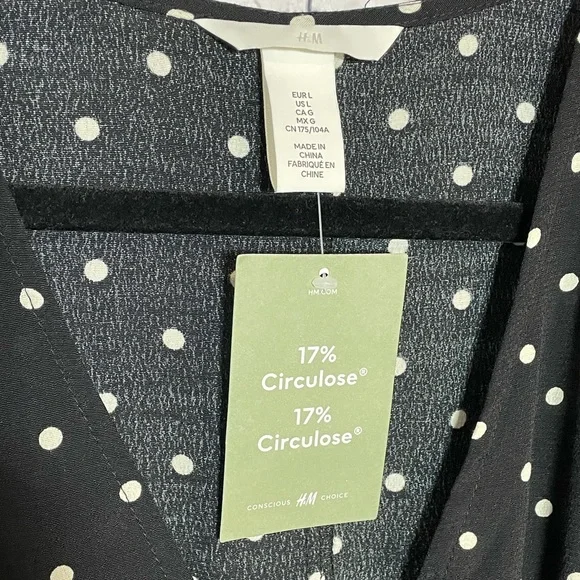 H&M
EUR L
US L
CA G
MX G
CN 175/104A
MADE IN
CHINA
FABRIQUÉ EN
CHINE
HM.COM
17%
Circulose®
17%
Circulose®
CONSCIOUS H&M CHOICE